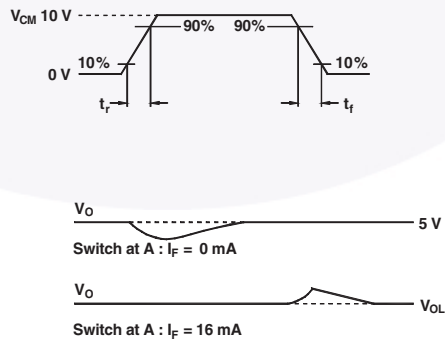 V_CM 10 V
90% 90%
10% 10%
0 V
t_r t_f
V_O
5 V
Switch at A : I_F = 0 mA
V_O
V_OL
Switch at A : I_F = 16 mA